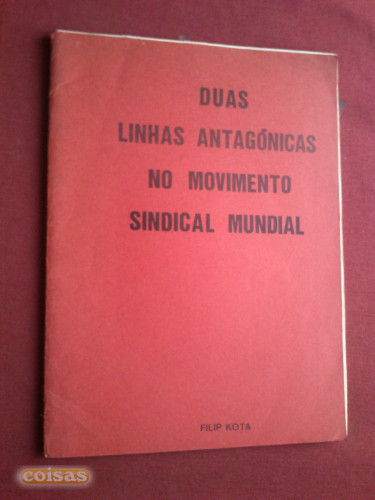 DUAS
LINHAS ANTAGÓNICAS
NO MOVIMENTO
SINDICAL MUNDIAL
FILIP KOTA
coisas